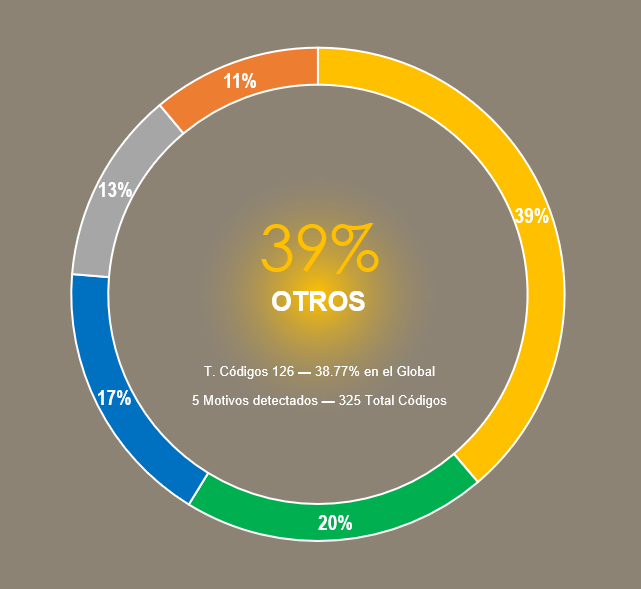 11%
39%
13%
39%
OTROS
T. Códigos 126 — 38.77% en el Global
5 Motivos detectados — 325 Total Códigos
17%
20%